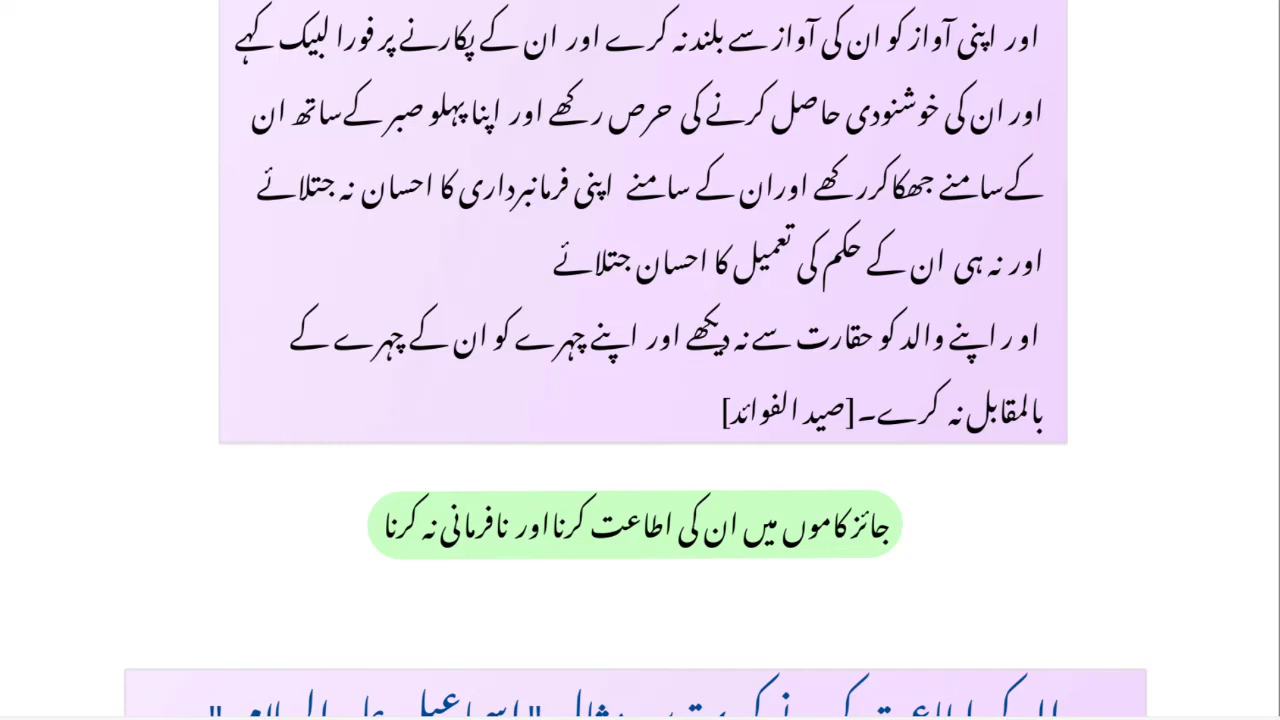 اور اپنی آواز کو ان کی آواز سے بلند نہ کرے اور ان کے پکارنے پر فورا لبیک کہے
اور ان کی خوشنودی حاصل کرنے کی حرص رکھے اور اپنا پہلو صبر کے ساتھ ان
کے سامنے جھکا کر رکھے اور ان کے سامنے اپنی فرمانبرداری کا احسان نہ جتلائے
اور نہ ہی ان کے حکم کی تعمیل کا احسان جتلائے
او ر اپنے والد کو حقارت سے نہ دیکھے اور اپنے چہرے کو ان کے چہرے کے
بالمقابل نہ کرے۔[صید الفوائد]
جائز کاموں میں ان کی اطاعت کرنا اور نافرمانی نہ کرنا